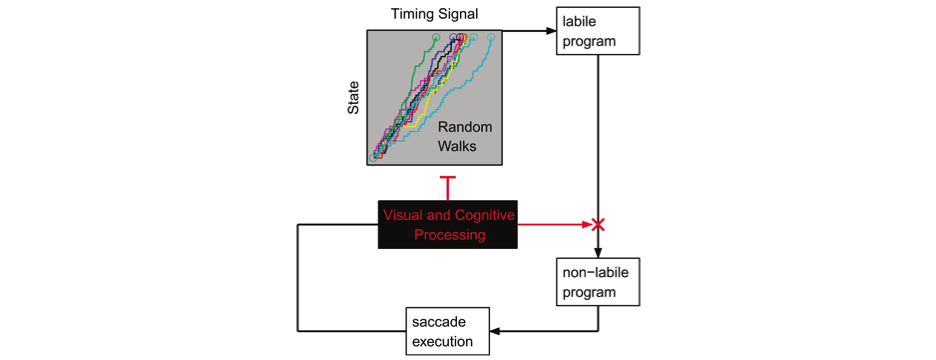 Timing Signal
labile
program
State
Random
Walks
Visual and Cognitive
Processing
non−labile
program
saccade
execution